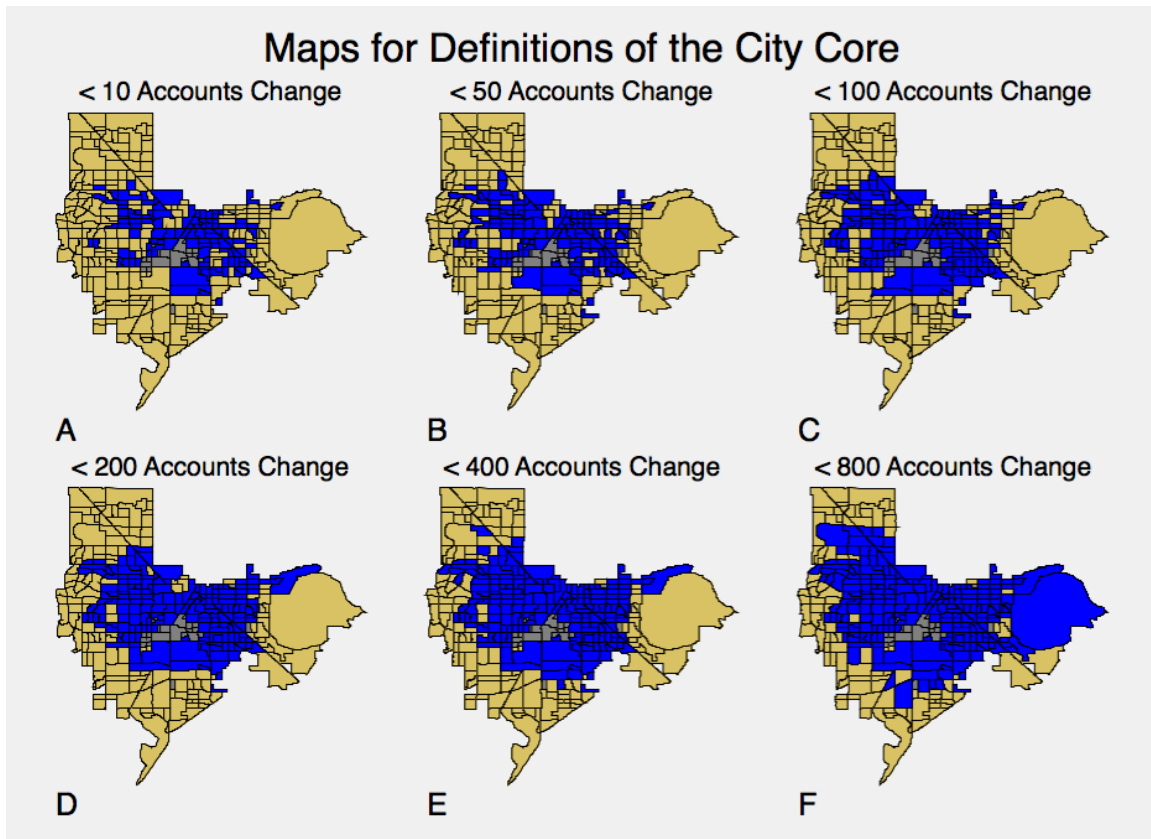 Maps for Definitions of the City Core
< 10 Accounts Change
< 50 Accounts Change
< 100 Accounts Change
A
B
C
< 200 Accounts Change
< 400 Accounts Change
< 800 Accounts Change
D
E
F